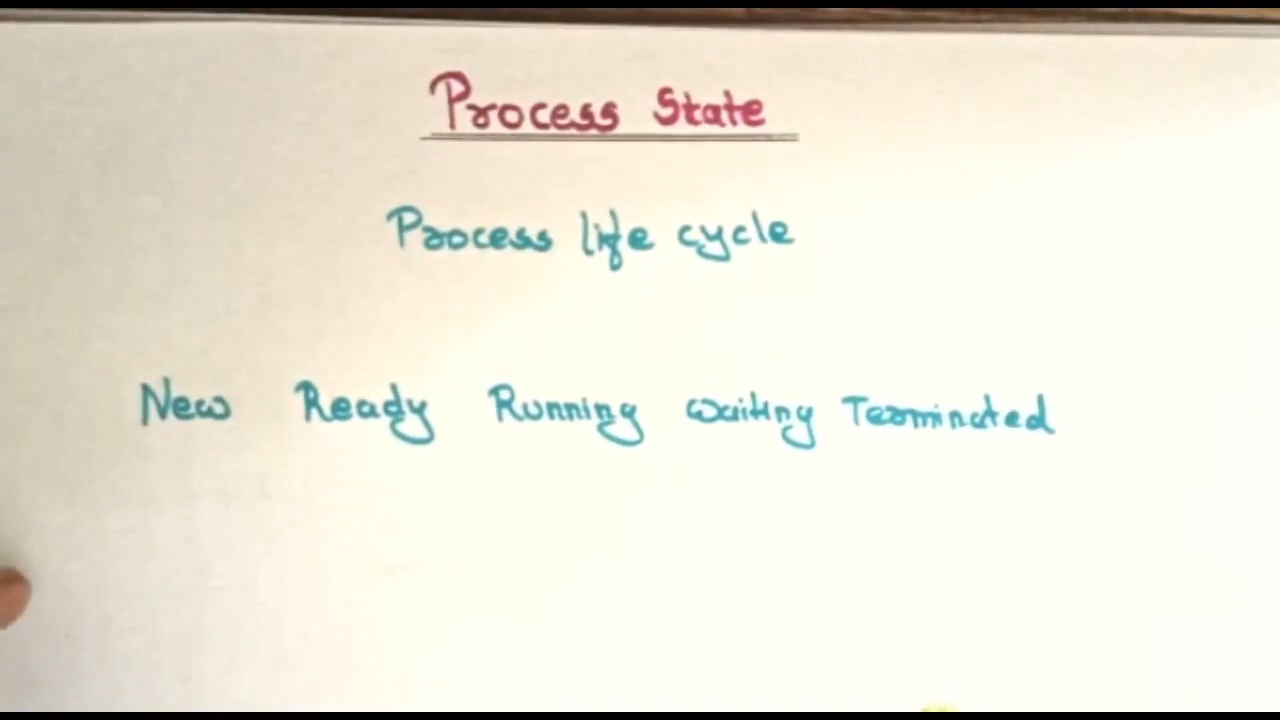 Process State
Process life cycle
New Ready Running waiting Terminated